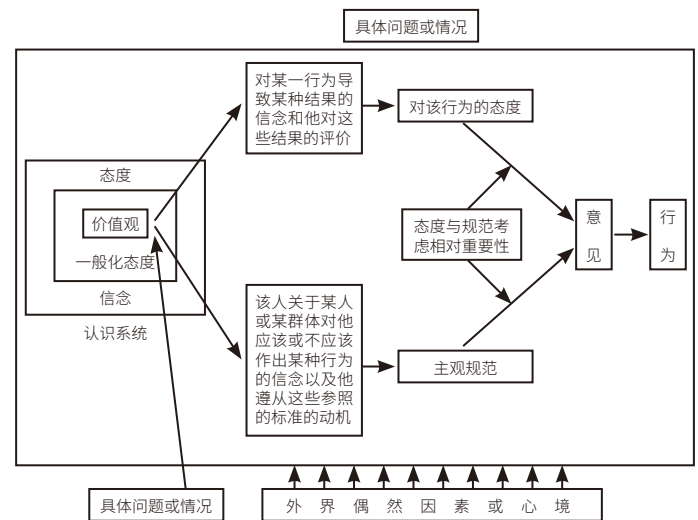 具体问题或情况
对某一行为导
致某种结果的
信念和他对这
些结果的评价
对该行为的态度
态度
价值观
一般化态度
信念
认识系统
态度与规范考
虑相对重要性
意
见
行
为
该人关于某人
或某群体对他
应该或不应该
作出某种行为
的信念以及他
遵从这些参照
的标准的动机
主观规范
具体问题或情况
外界偶然因素或心境